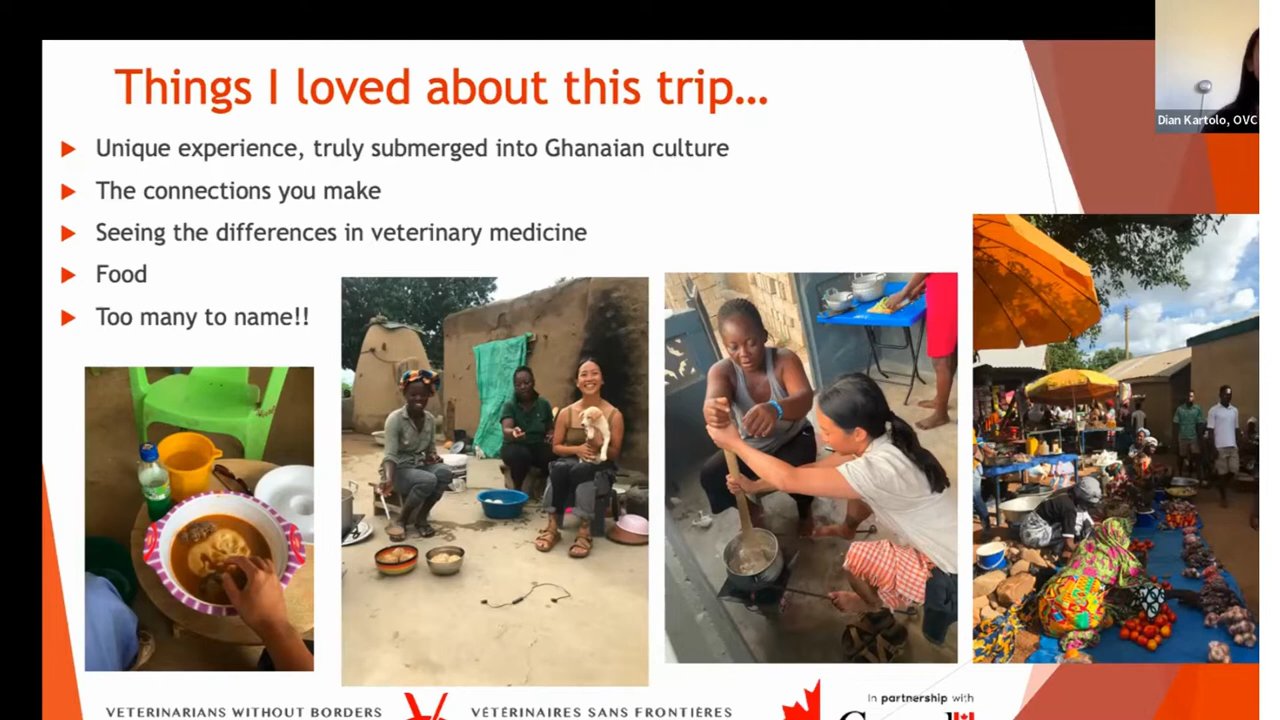 Things I loved about this trip...
Unique experience, truly submerged into Ghanaian culture
The connections you make
Seeing the differences in veterinary medicine
Food
Too many to name!!
Dian Kartolo, OVC
VETERINARIANS WITHOUT BORDERS
VÉTÉRINAIRES SANS FRONTIÈRES
In partnership with